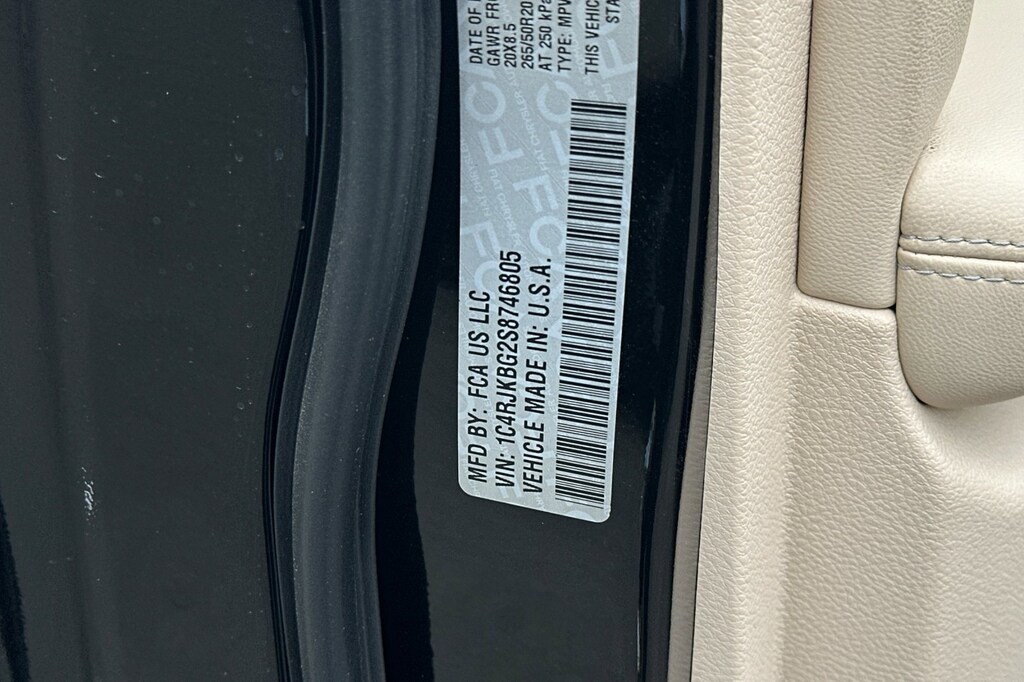 MFD BY: FCA US LLC
VIN: 1C4RJKBG2S8746805
VEHICLE MADE IN: U.S.A.
DATE OF
GAWR FR
20X8.5
265/50R20
AT 250 kPa
TYPE: MPV
THIS VEHIC
STA
FCA